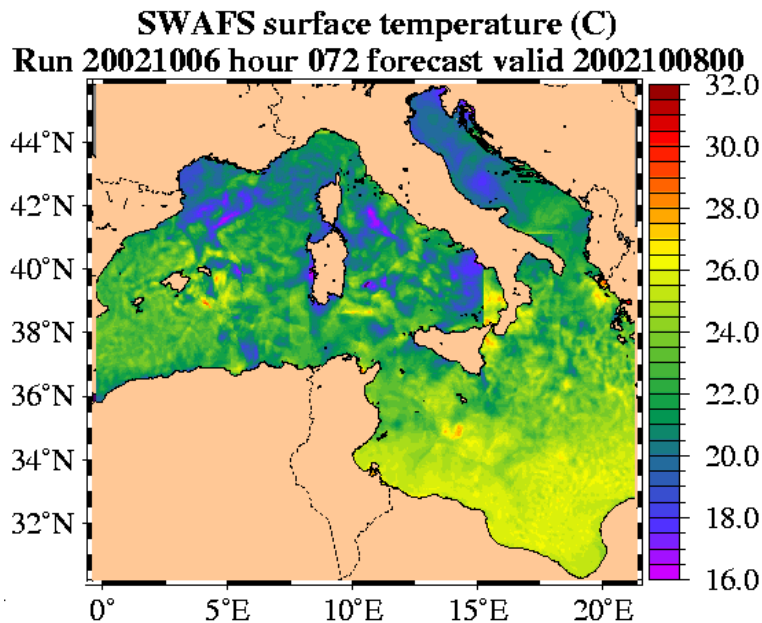 SWAFS surface temperature (C)
Run 20021006 hour 072 forecast valid 2002100800
32.0
30.0
28.0
26.0
24.0
22.0
20.0
18.0
16.0
44°N
42°N
40°N
38°N
36°N
34°N
32°N
0°
5°E
10°E
15°E
20°E